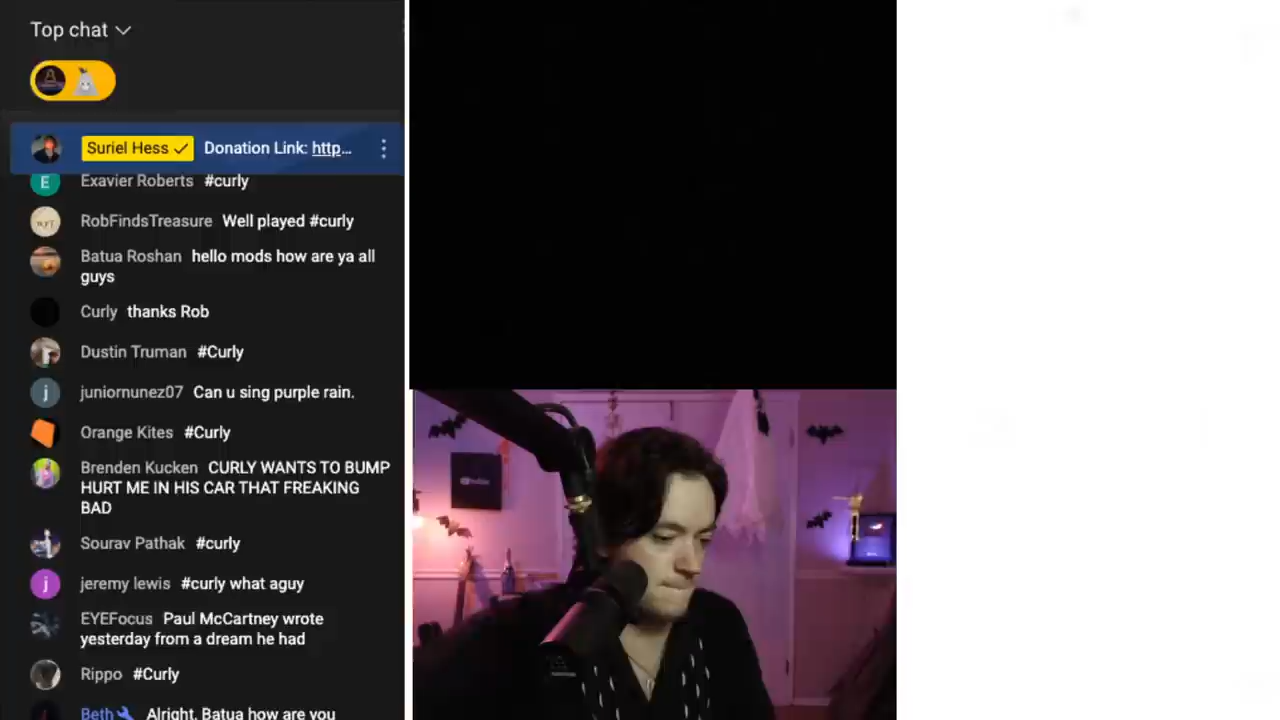 Top chat
Suriel Hess Donation Link: http...
Exavier Roberts #curly
RobFindsTreasure Well played #curly
Batua Roshan hello mods how are ya all
guys
Curly thanks Rob
Dustin Truman #Curly
juniornunez07 Can u sing purple rain.
Orange Kites #Curly
Brenden Kucken CURLY WANTS TO BUMP
HURT ME IN HIS CAR THAT FREAKING
BAD
Sourav Pathak #curly
jeremy lewis #curly what aguy
EYEFocus Paul McCartney wrote
yesterday from a dream he had
Rippo #Curly
Beth Alright, Batua how are you